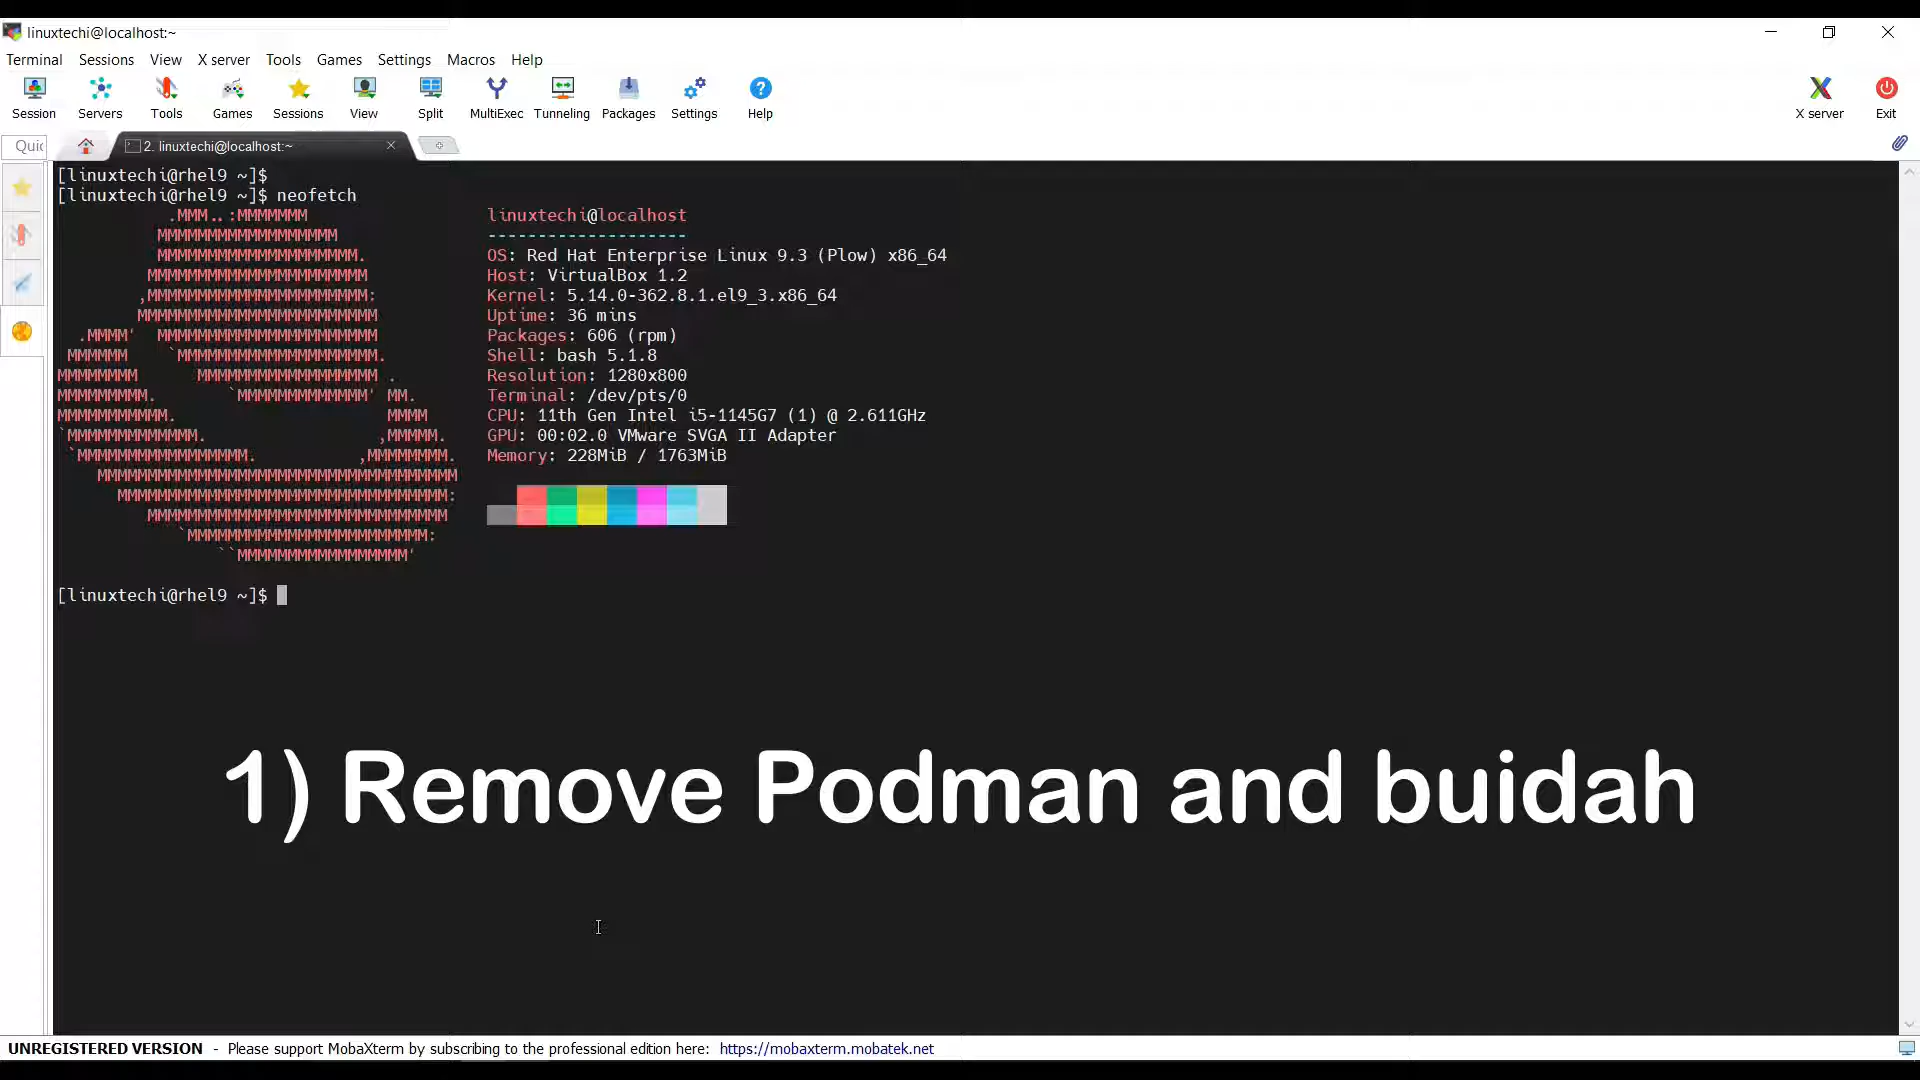 linuxtechi@localhost:~
Terminal Sessions View X server Tools Games Settings Macros Help
Session Servers Tools Games Sessions View Split MultiExec Tunneling Packages Settings Help X server Exit
Quic 2. linuxtechi@localhost:~
[linuxtechi@rhel9 ~]$
[linuxtechi@rhel9 ~]$ neofetch
linuxtechi@localhost
--------------------
OS: Red Hat Enterprise Linux 9.3 (Plow) x86_64
Host: VirtualBox 1.2
Kernel: 5.14.0-362.8.1.el9_3.x86_64
Uptime: 36 mins
Packages: 606 (rpm)
Shell: bash 5.1.8
Resolution: 1280x800
Terminal: /dev/pts/0
CPU: 11th Gen Intel i5-1145G7 (1) @ 2.611GHz
GPU: 00:02.0 VMware SVGA II Adapter
Memory: 228MiB / 1763MiB
[linuxtechi@rhel9 ~]$
1) Remove Podman and buidah
UNREGISTERED VERSION - Please support MobaXterm by subscribing to the professional edition here: https://mobaxterm.mobatek.net